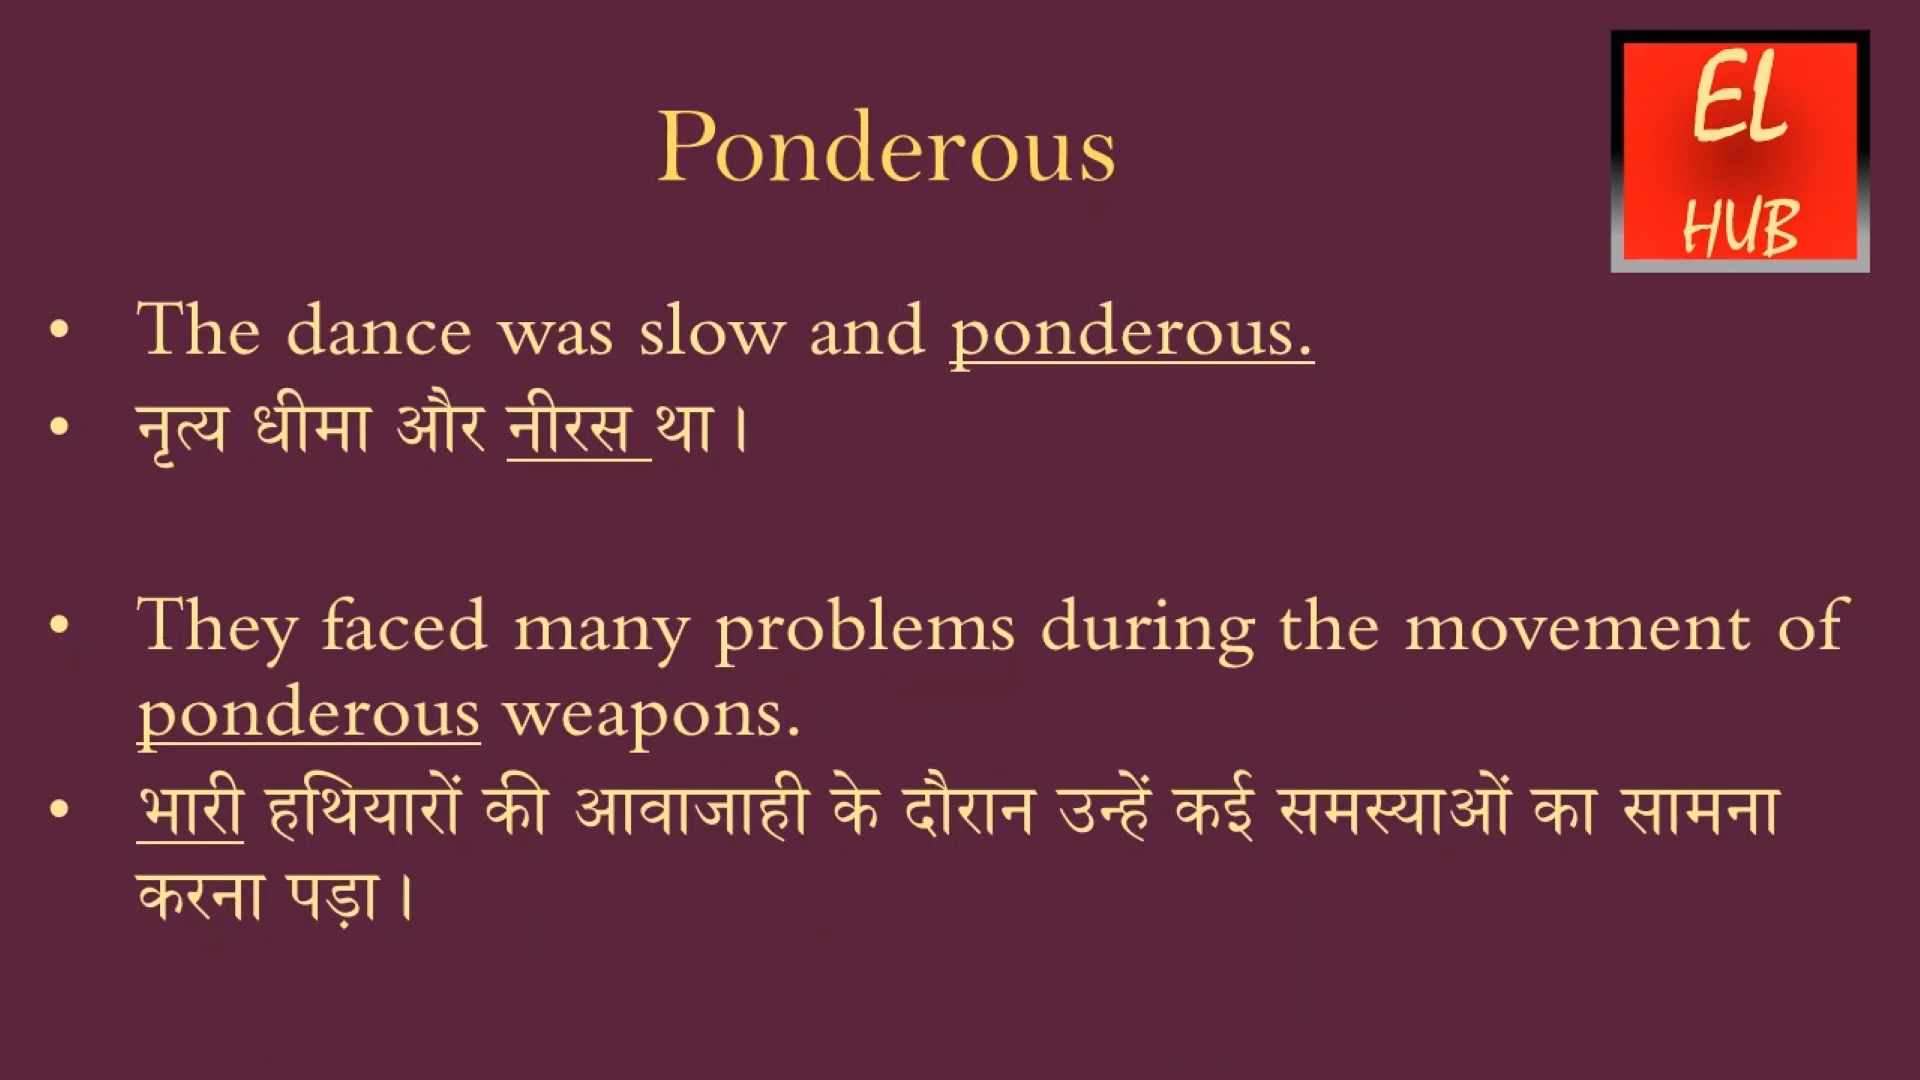 EL
HUB
Ponderous
• The dance was slow and ponderous.
• नृत्य धीमा और नीरस था।
• They faced many problems during the movement of
ponderous weapons.
• भारी हथियारों की आवाजाही के दौरान उन्हें कई समस्याओं का सामना
करना पड़ा।